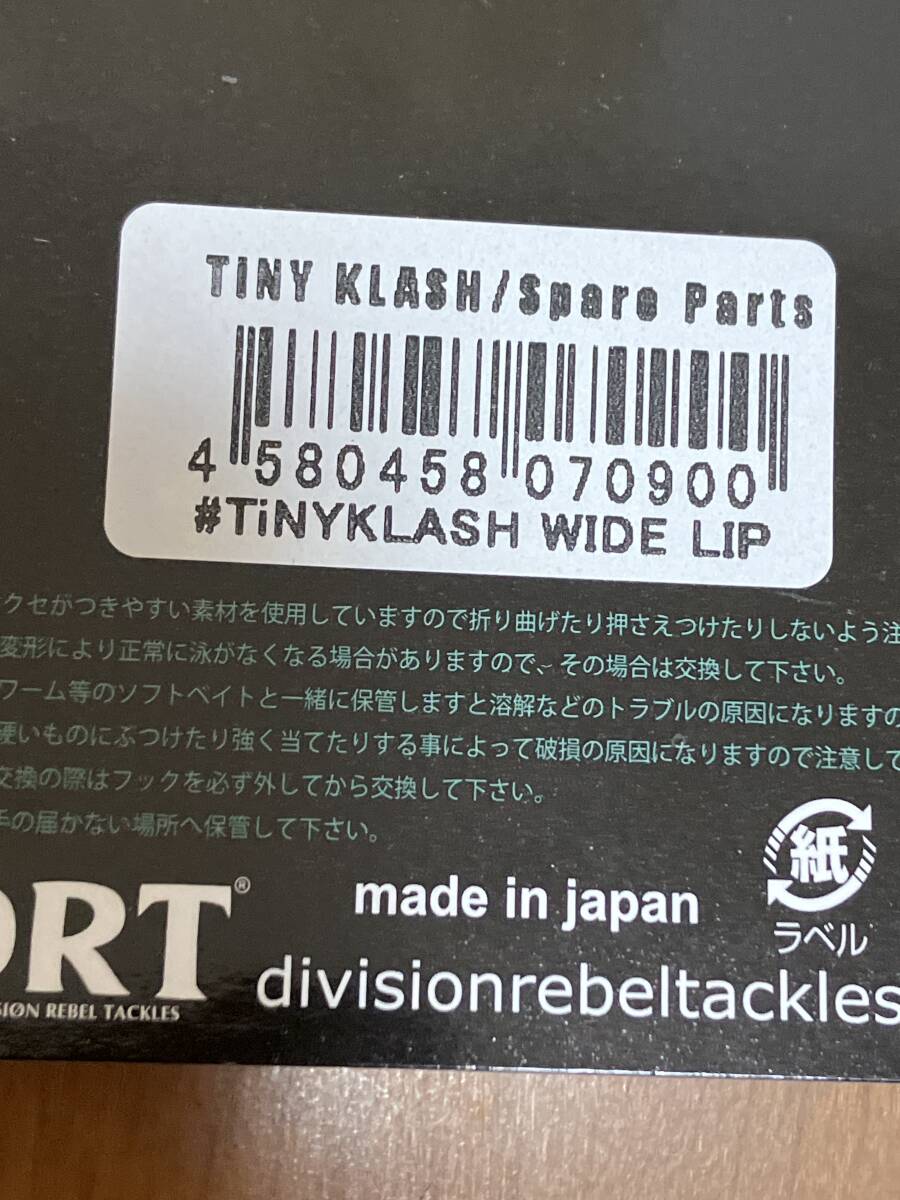 TiNY KLASH/Spare Parts
4 580458 070900
#TiNYKLASH WIDE LIP
クセがつきやすい素材を使用していますので折り曲げたり押さえつけたりしないよう注
変形により正常に泳がなくなる場合がありますので、その場合は交換して下さい。
ワーム等のソフトベイトと一緒に保管しますと溶解などのトラブルの原因になりますの
硬いものにぶつけたり強く当てたりする事によって破損の原因になりますので注意して
交換の際はフックを必ず外してから交換して下さい。
手の届かない場所へ保管して下さい。
紙
ラベル
made in japan
DRT®
SIØN REBEL TACKLES
divisionrebeltackles